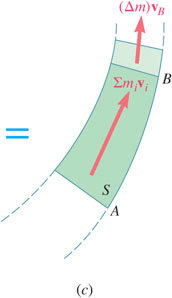 (Δm)v_B
B
Σm_iv_i
=
S
A
(c)